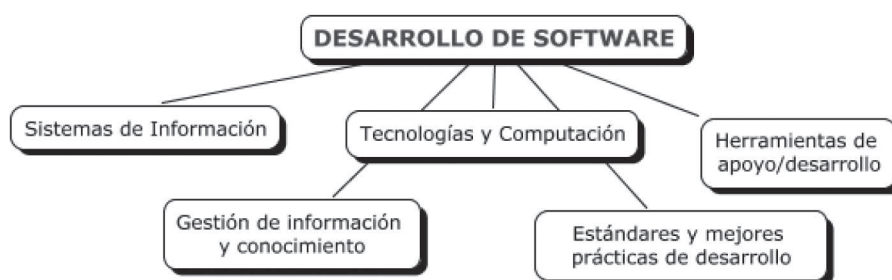 DESARROLLO DE SOFTWARE
Sistemas de Información
Tecnologías y Computación
Herramientas de
apoyo/desarrollo
Gestión de información
y conocimiento
Estándares y mejores
prácticas de desarrollo